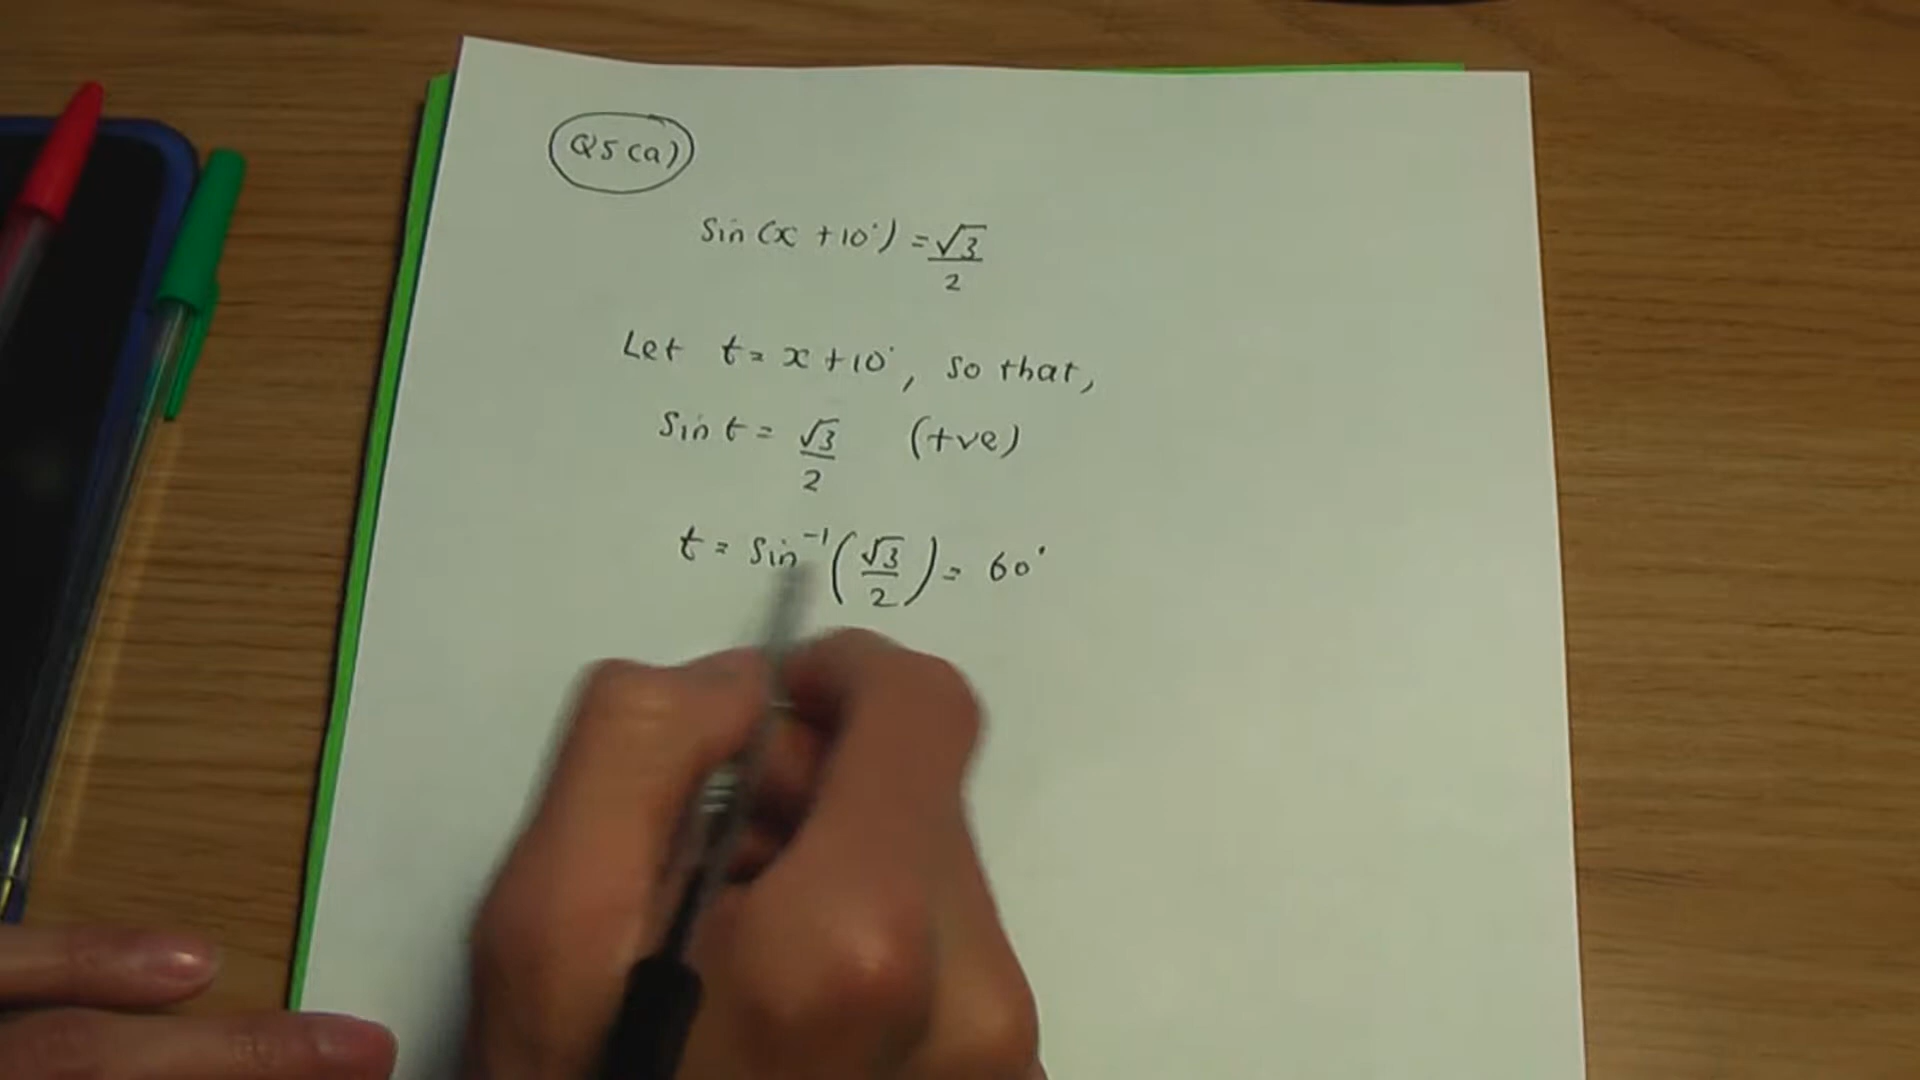 Q5(a)
Sin(x +10°) = √3/2
Let t = x +10°, so that,
Sin t = √3/2 (+ve)
t = Sin⁻¹(√3/2) = 60°